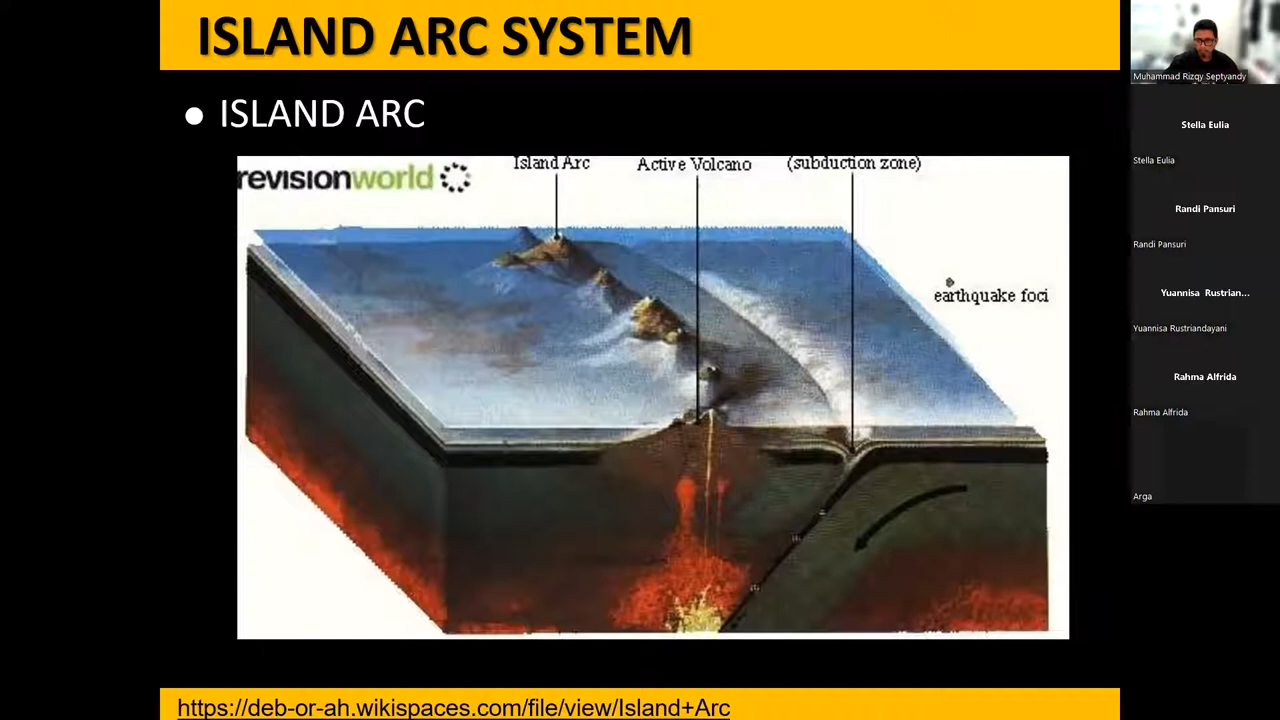 ISLAND ARC SYSTEM
● ISLAND ARC
revisionworld
Island Arc
Active Volcano
(subduction zone)
earthquake foci
https://deb-or-ah.wikispaces.com/file/view/Island+Arc
Muhammad Rizqy Septyandy
Stella Eulia
Stella Eulia
Randi Pansuri
Randi Pansuri
Yuannisa Rustrian...
Yuannisa Rustriandayani
Rahma Alfrida
Rahma Alfrida
Arga